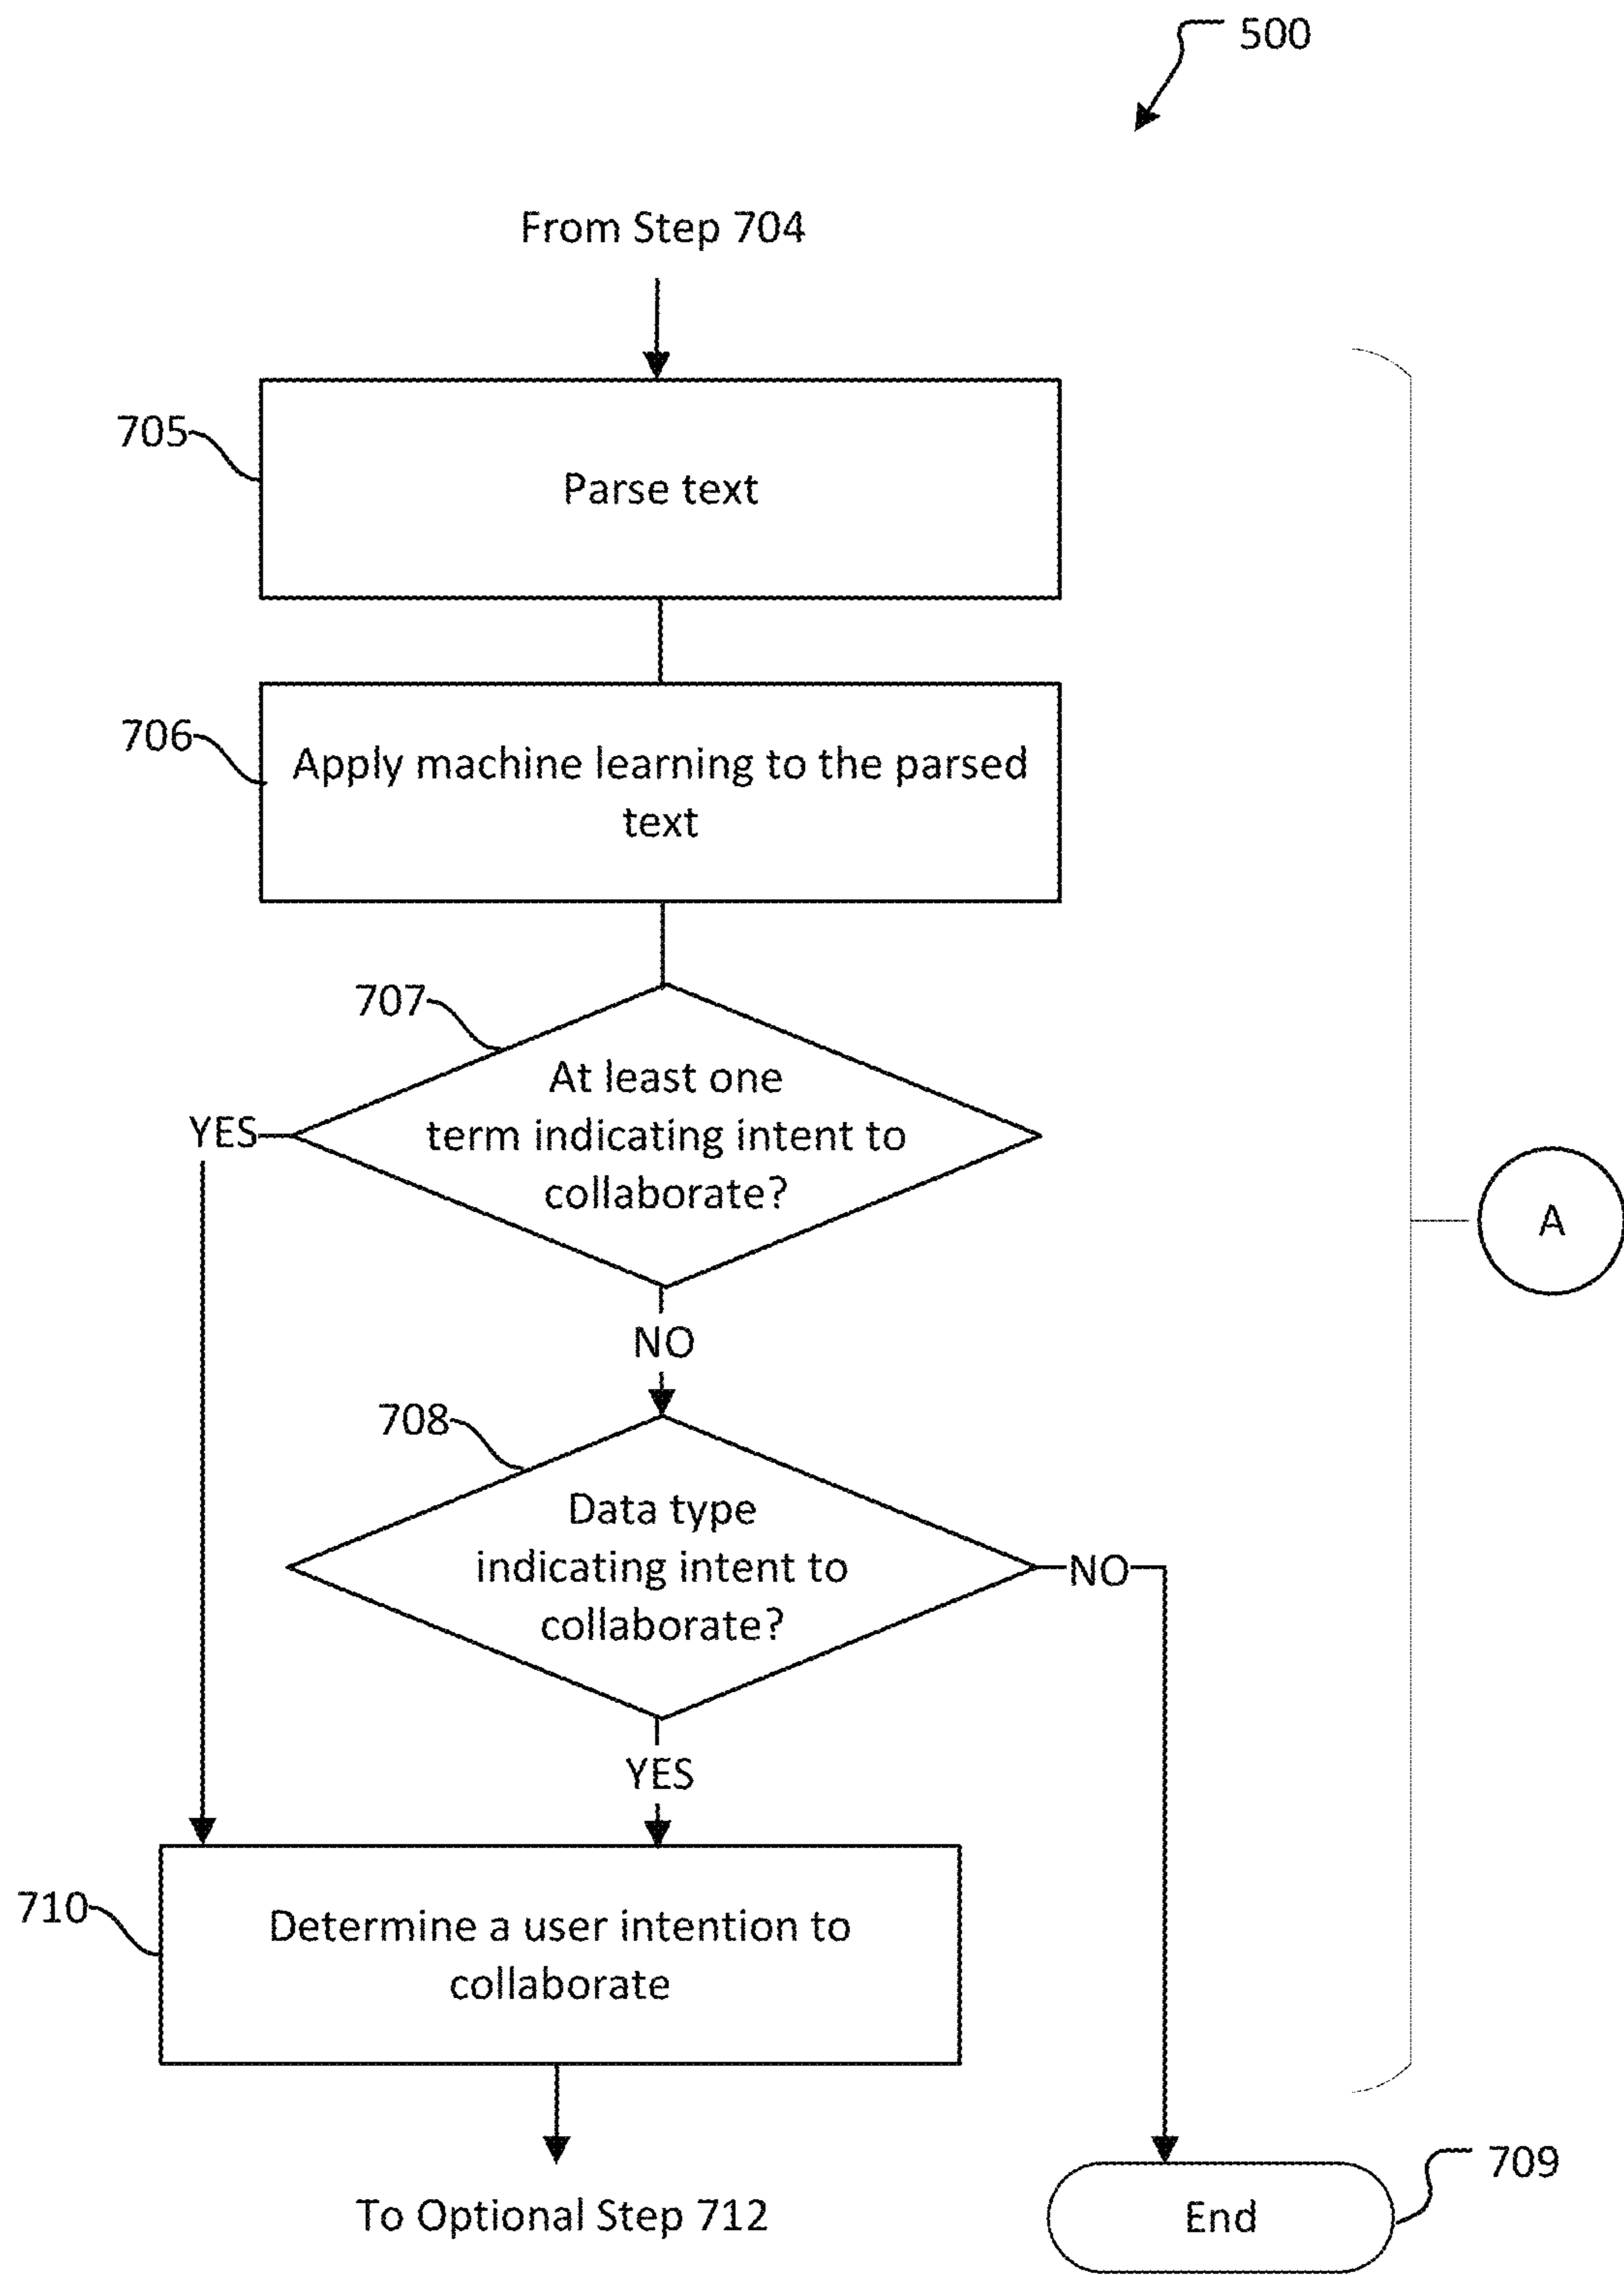 500
From Step 704
705
Parse text
706
Apply machine learning to the parsed
text
707
At least one
term indicating intent to
collaborate?
YES
NO
A
708
Data type
indicating intent to
collaborate?
NO
YES
710
Determine a user intention to
collaborate
To Optional Step 712
709
End